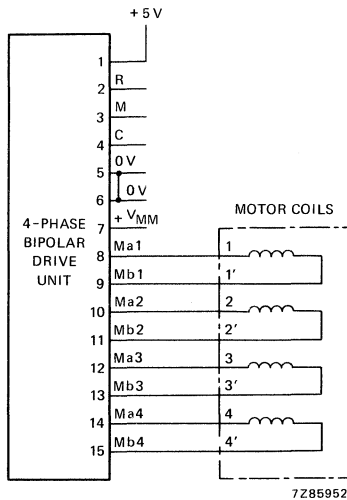 +5 V
1
2 R
3 M
4 C
5 0 V
6 0 V
7 + VMM
4-PHASE
BIPOLAR
DRIVE
UNIT
MOTOR COILS
8 Ma1 1
9 Mb1 1'
10 Ma2 2
11 Mb2 2'
12 Ma3 3
13 Mb3 3'
14 Ma4 4
15 Mb4 4'
7Z85952